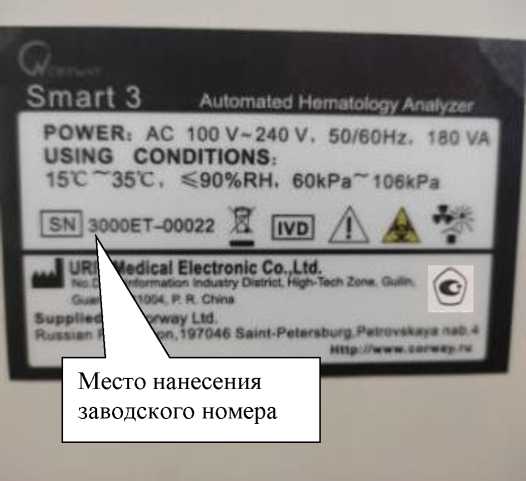 CORWAY
Smart 3 Automated Hematology Analyzer
POWER: AC 100 V~240 V, 50/60Hz, 180 VA
USING CONDITIONS:
15℃~35℃, ≤90%RH, 60kPa~106kPa
SN 3000ET-00022 IVD
Medical Electronic Co.,Ltd.
Information Industry District, High-Tech Zone, Guilin,
1004, P. R. China
Supplied Ltd.
Russian 197046 Saint-Petersburg, Petrovskaya nab.4
Http://www.corway.ru
Место нанесения
заводского номера